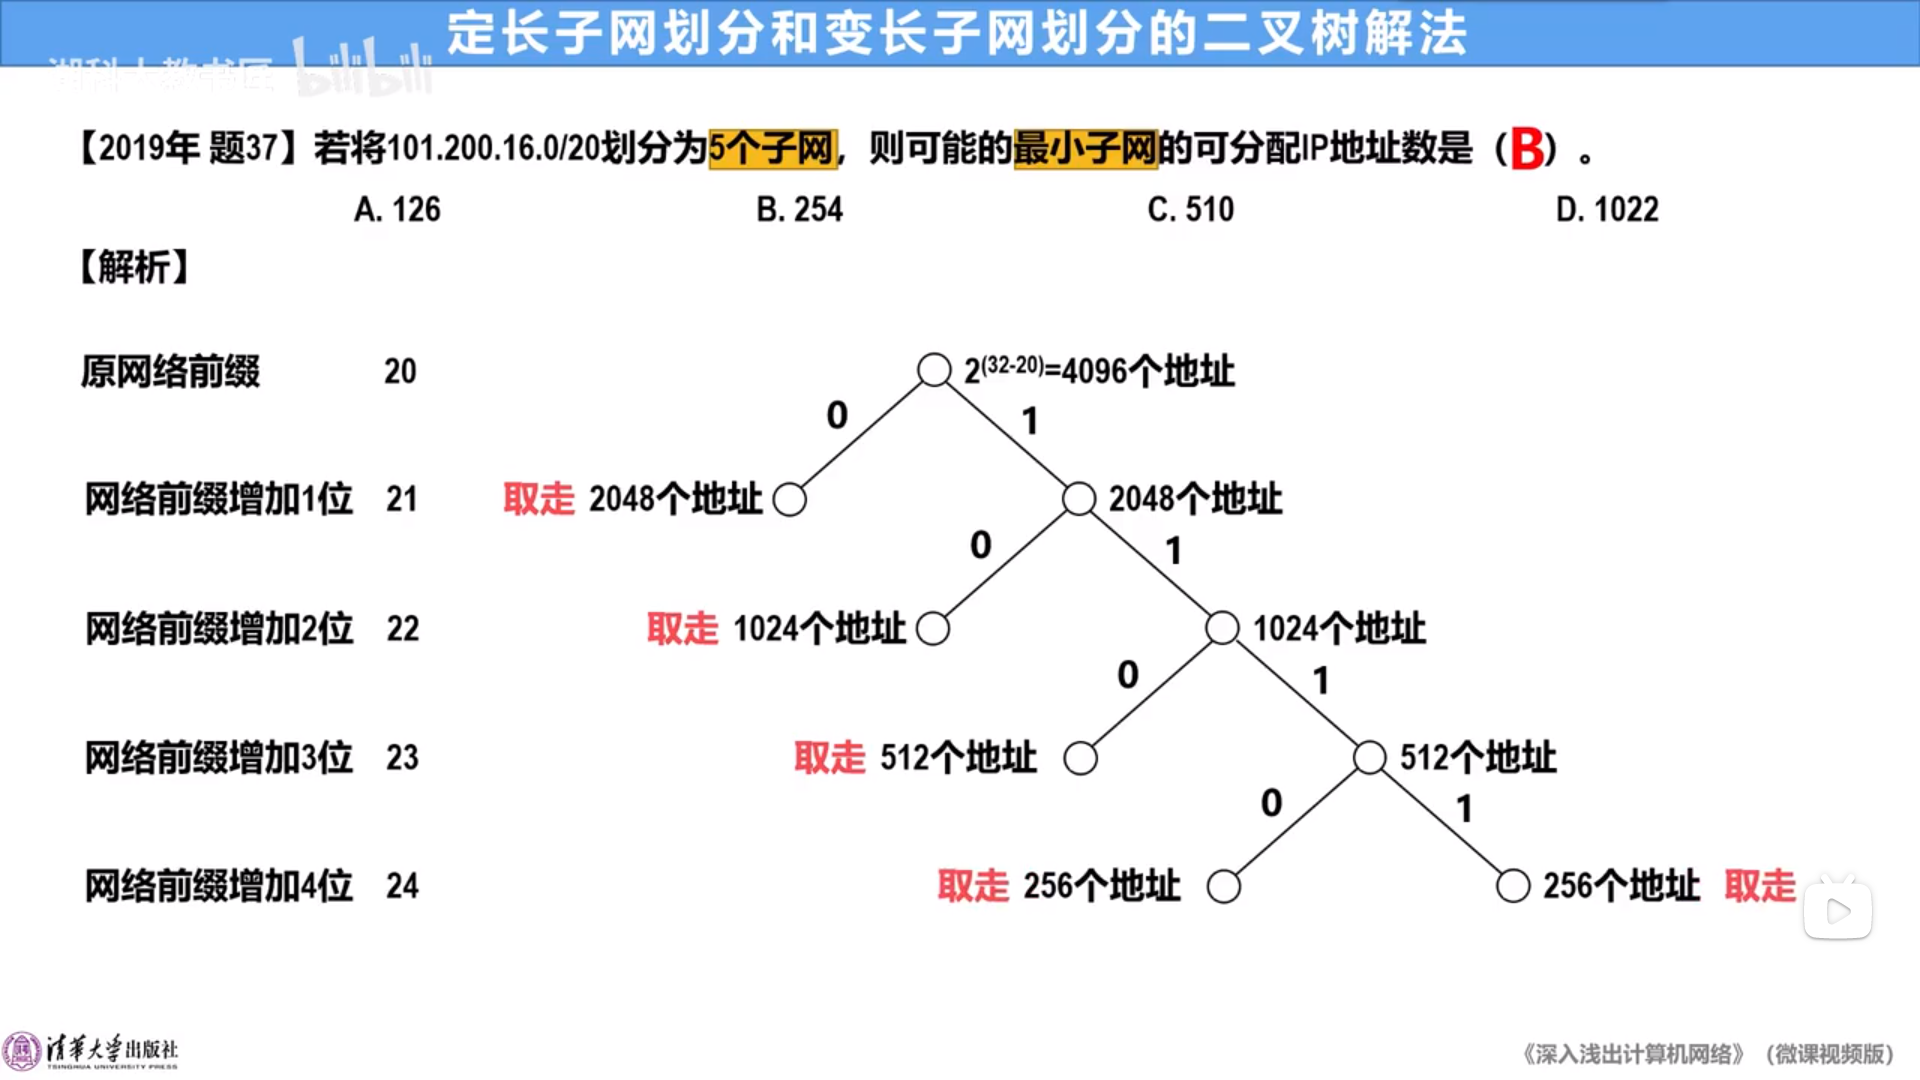 定长子网划分和变长子网划分的二叉树解法
湖科大教书匠 bilibili
【2019年 题37】若将101.200.16.0/20划分为5个子网，则可能的最小子网的可分配IP地址数是（B）。
A. 126 B. 254 C. 510 D. 1022
【解析】
原网络前缀 20 2(32-20)=4096个地址
0 1
网络前缀增加1位 21 取走 2048个地址 2048个地址
0 1
网络前缀增加2位 22 取走 1024个地址 1024个地址
0 1
网络前缀增加3位 23 取走 512个地址 512个地址
0 1
网络前缀增加4位 24 取走 256个地址 256个地址 取走
清华大学出版社
TSINGHUA UNIVERSITY PRESS
《深入浅出计算机网络》（微课视频版）